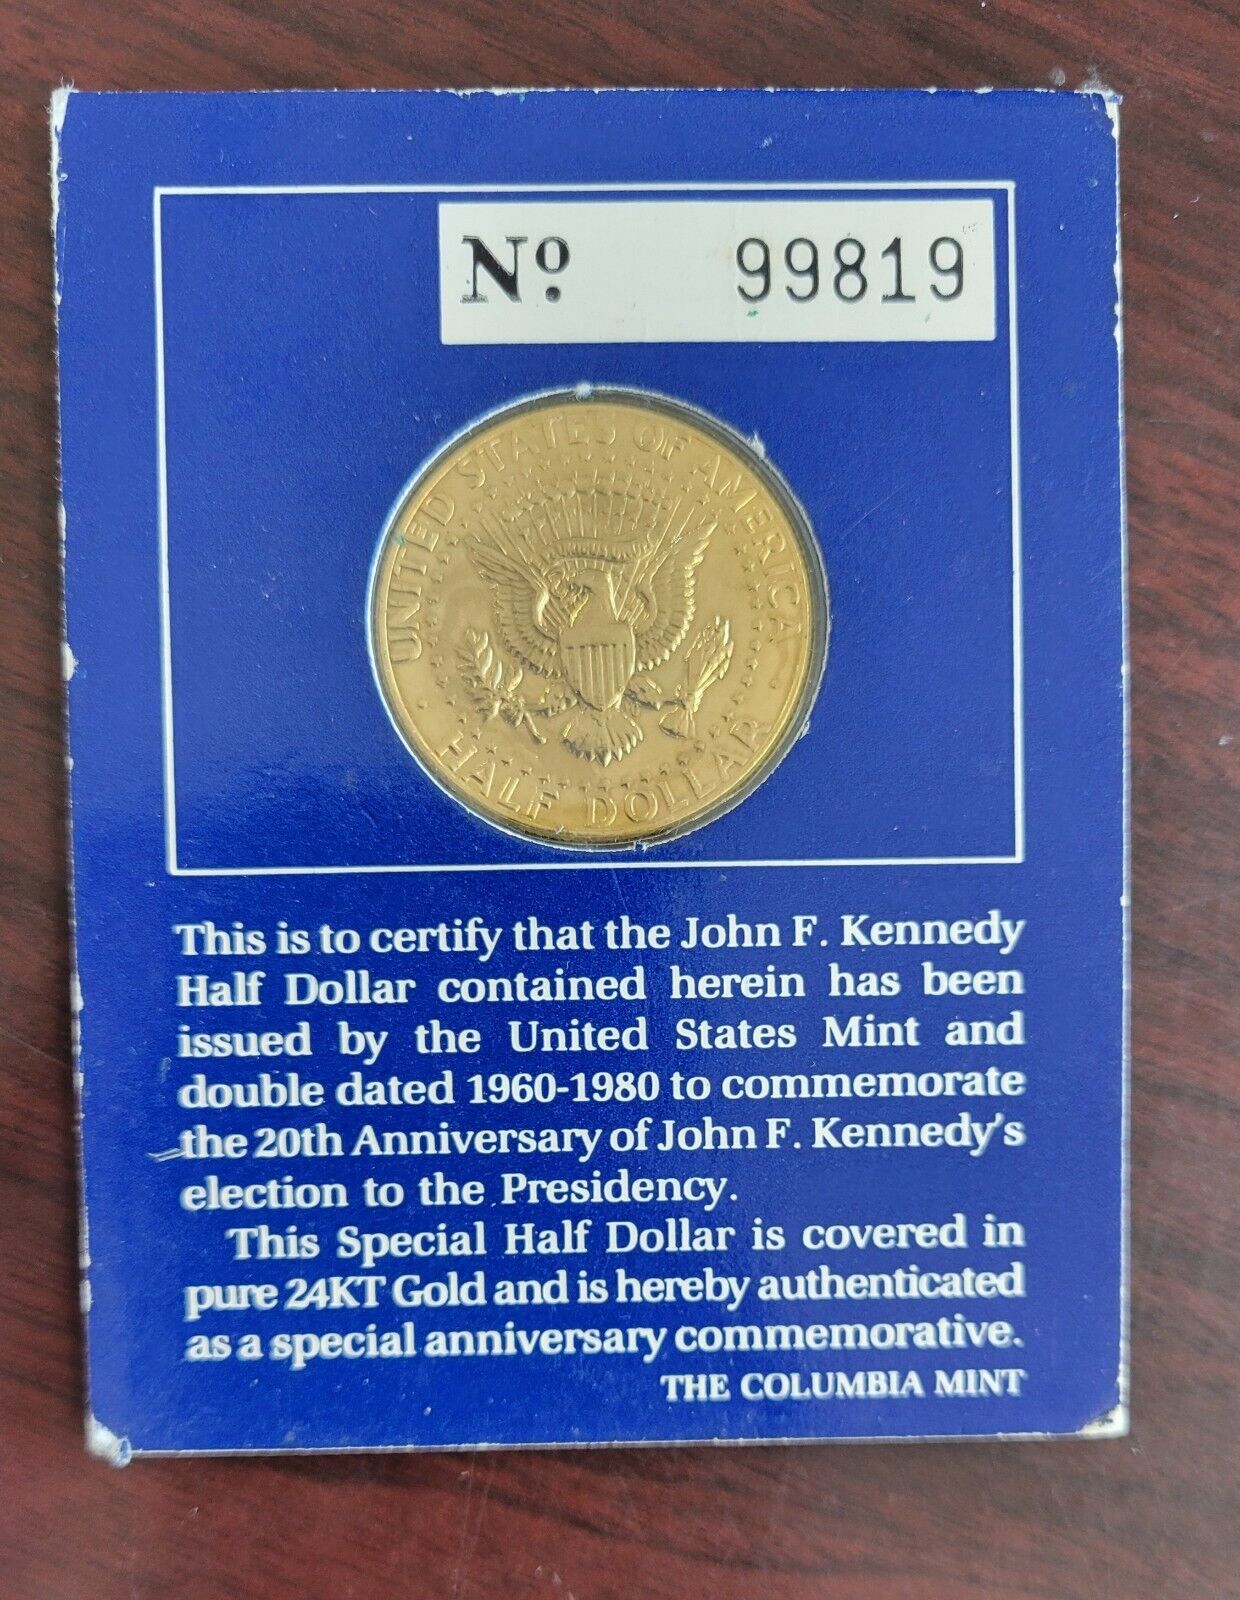 Nº. 99819
UNITED STATES OF AMERICA
HALF DOLLAR
This is to certify that the John F. Kennedy
Half Dollar contained herein has been
issued by the United States Mint and
double dated 1960-1980 to commemorate
the 20th Anniversary of John F. Kennedy's
election to the Presidency.
This Special Half Dollar is covered in
pure 24KT Gold and is hereby authenticated
as a special anniversary commemorative.
THE COLUMBIA MINT